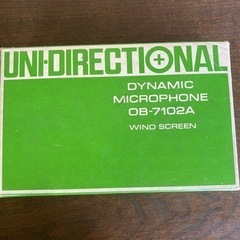 UNI-DIRECTIONAL
DYNAMIC
MICROPHONE
OB-7102A
WIND SCREEN